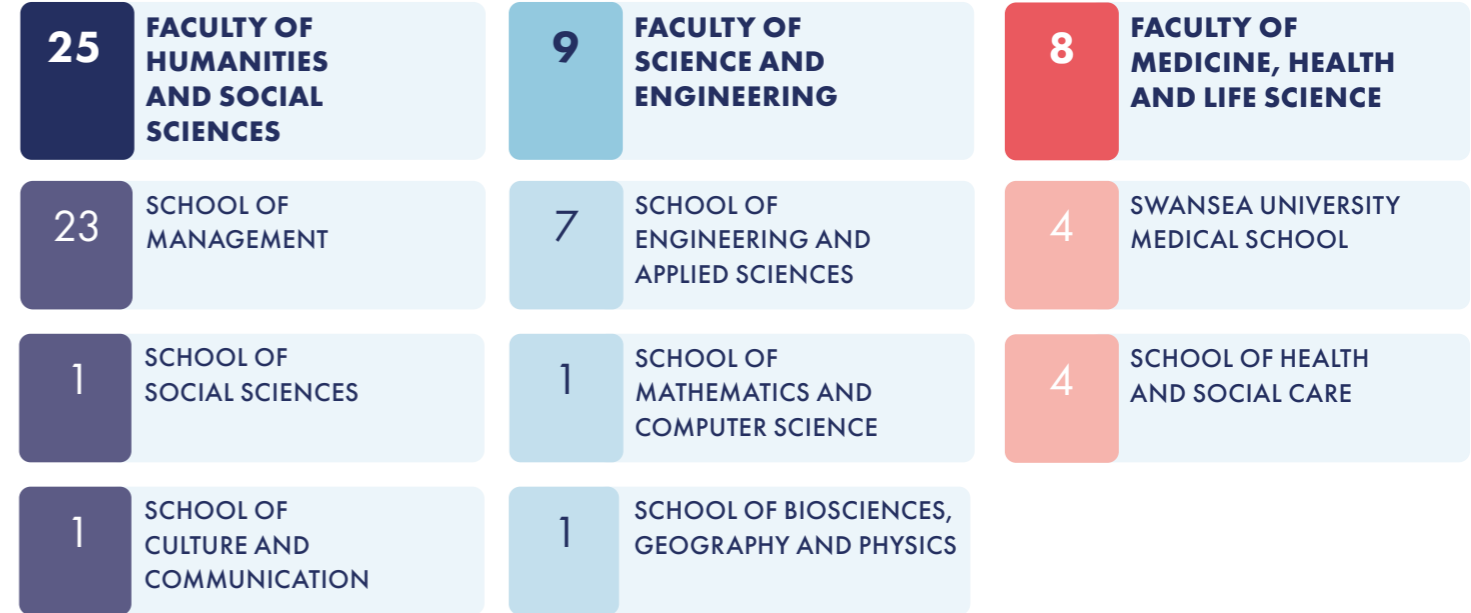 25
FACULTY OF
HUMANITIES
AND SOCIAL
SCIENCES
23
SCHOOL OF
MANAGEMENT
1
SCHOOL OF
SOCIAL SCIENCES
1
SCHOOL OF
CULTURE AND
COMMUNICATION
9
FACULTY OF
SCIENCE AND
ENGINEERING
7
SCHOOL OF
ENGINEERING AND
APPLIED SCIENCES
1
SCHOOL OF
MATHEMATICS AND
COMPUTER SCIENCE
1
SCHOOL OF BIOSCIENCES,
GEOGRAPHY AND PHYSICS
8
FACULTY OF
MEDICINE, HEALTH
AND LIFE SCIENCE
4
SWANSEA UNIVERSITY
MEDICAL SCHOOL
4
SCHOOL OF HEALTH
AND SOCIAL CARE